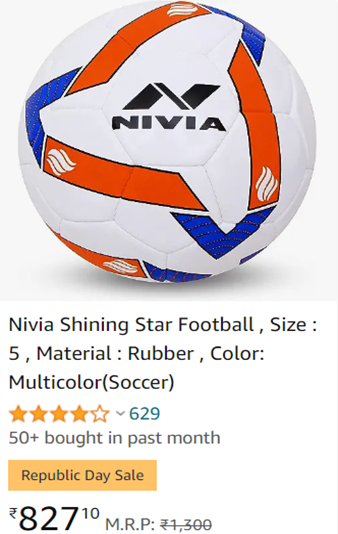 NIVIA
Nivia Shining Star Football , Size :
5 , Material : Rubber , Color:
Multicolor(Soccer)
629
50+ bought in past month
Republic Day Sale
₹82710 M.R.P: ₹1,300